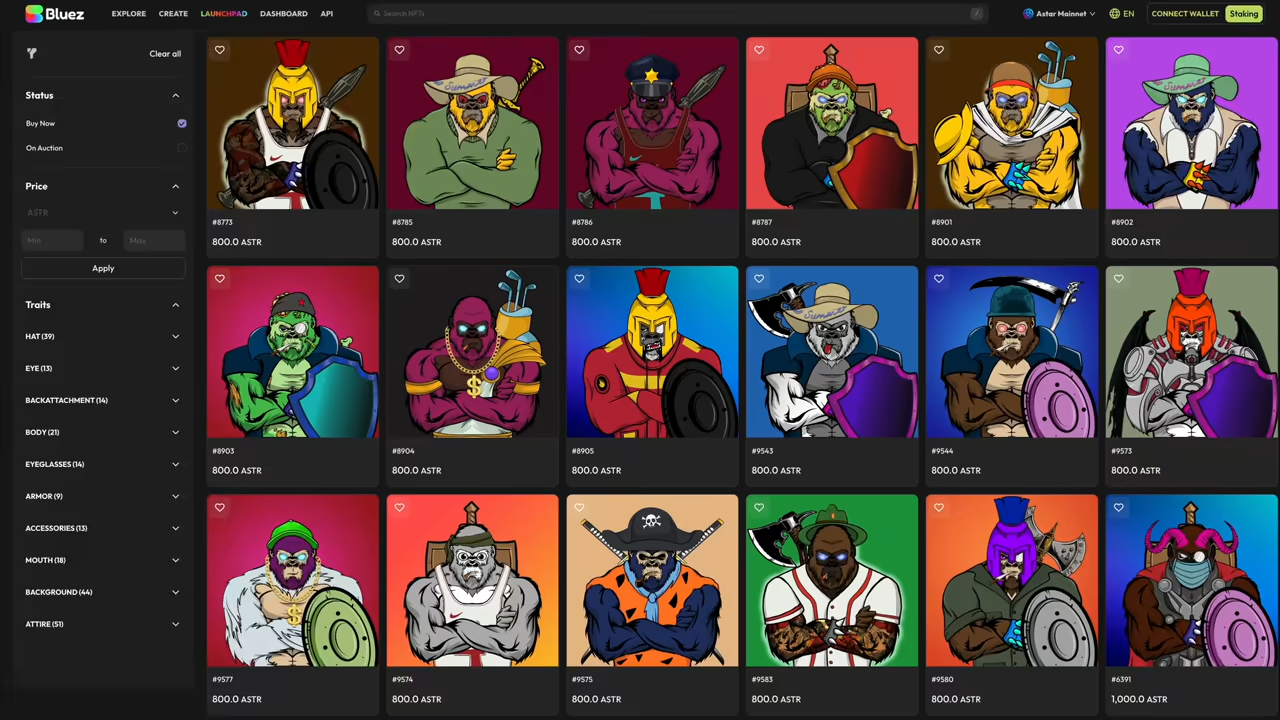 Bluez
EXPLORE CREATE LAUNCHPAD DASHBOARD API
Search NFTs /
Astar Mainnet
EN
CONNECT WALLET
Staking
Clear all
Status
Buy Now
On Auction
Price
ASTR
Min to Max
Apply
Traits
HAT (39)
EYE (13)
BACKATTACHMENT (14)
BODY (21)
EYEGLASSES (14)
ARMOR (9)
ACCESSORIES (13)
MOUTH (18)
BACKGROUND (44)
ATTIRE (51)
Summer
Summer
#8773 #8785 #8786 #8787 #8901 #8902
800.0 ASTR 800.0 ASTR 800.0 ASTR 800.0 ASTR 800.0 ASTR 800.0 ASTR
Summer
$
#8903 #8904 #8905 #9543 #9544 #9573
800.0 ASTR 800.0 ASTR 800.0 ASTR 800.0 ASTR 800.0 ASTR 800.0 ASTR
$
#9577 #9574 #9575 #9583 #9580 #6391
800.0 ASTR 800.0 ASTR 800.0 ASTR 800.0 ASTR 800.0 ASTR 1,000.0 ASTR